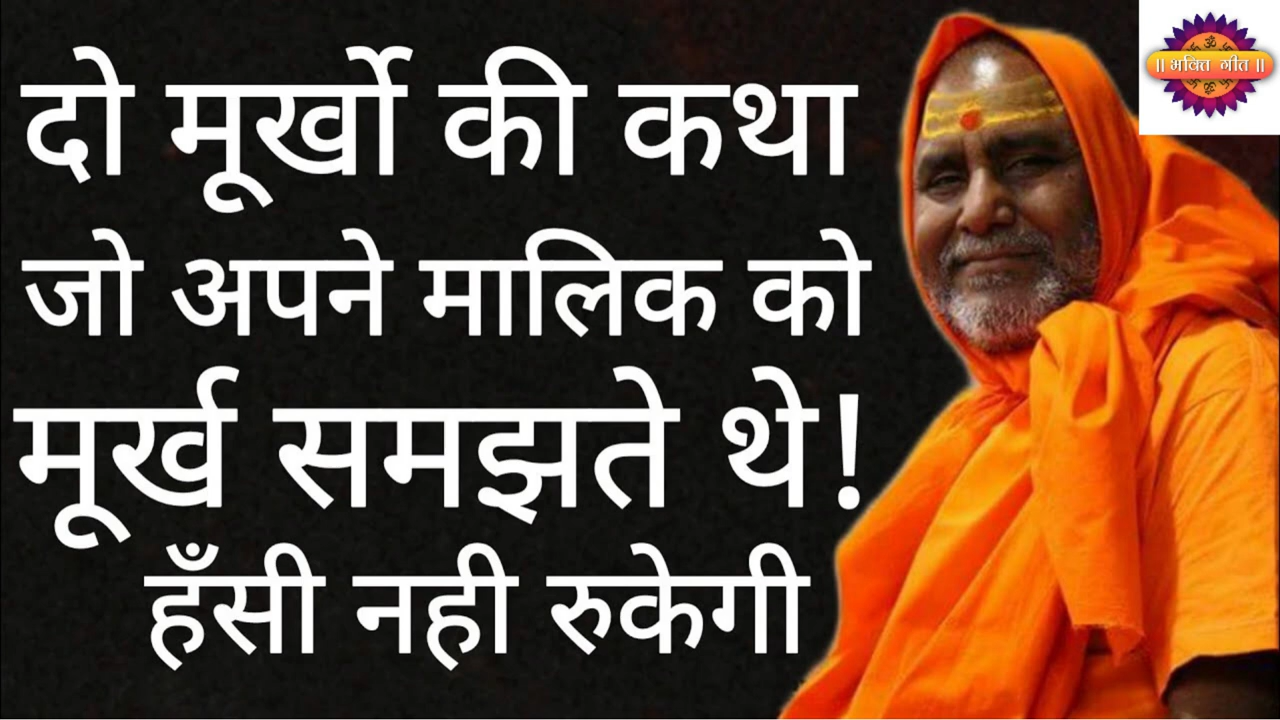 ॥ भक्ति गीत ॥
दो मूर्खो की कथा
जो अपने मालिक को
मूर्ख समझते थे!
हँसी नही रुकेगी